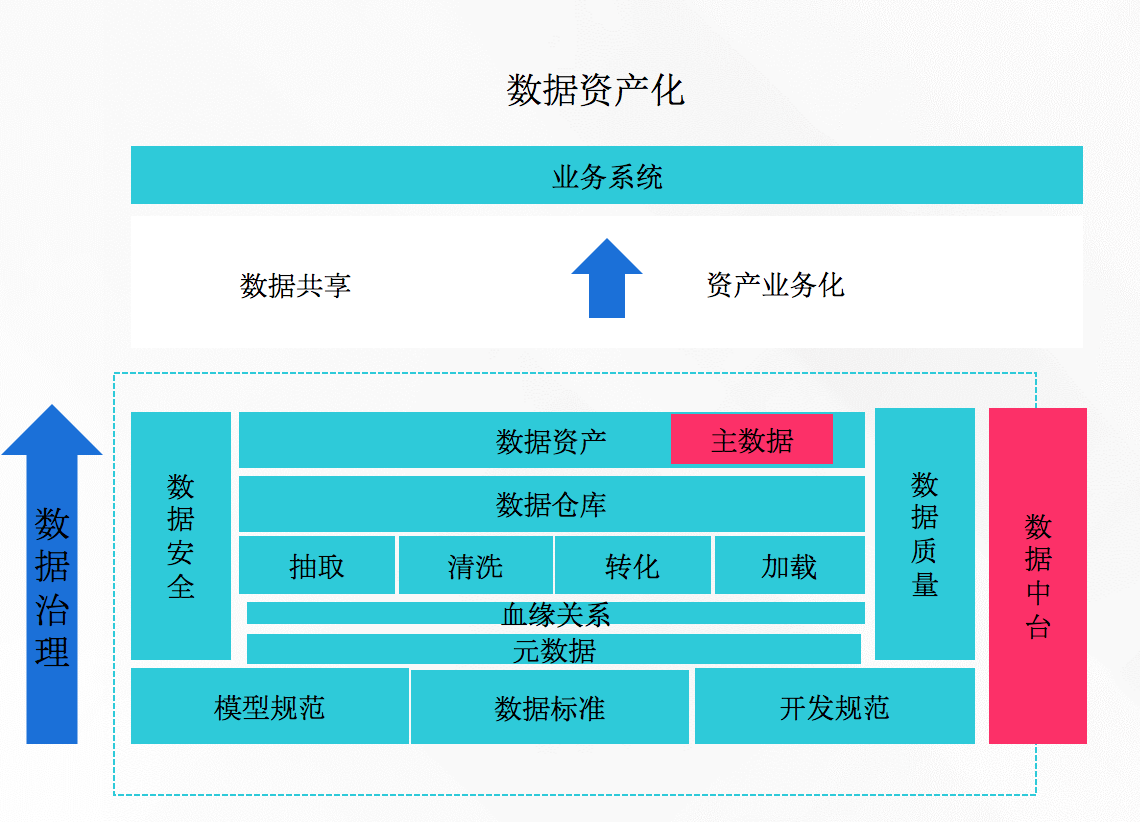 数据资产化
业务系统
数据共享
资产业务化
数据治理
数据安全
数据资产
主数据
数据仓库
抽取
清洗
转化
加载
血缘关系
元数据
数据质量
数据中台
模型规范
数据标准
开发规范